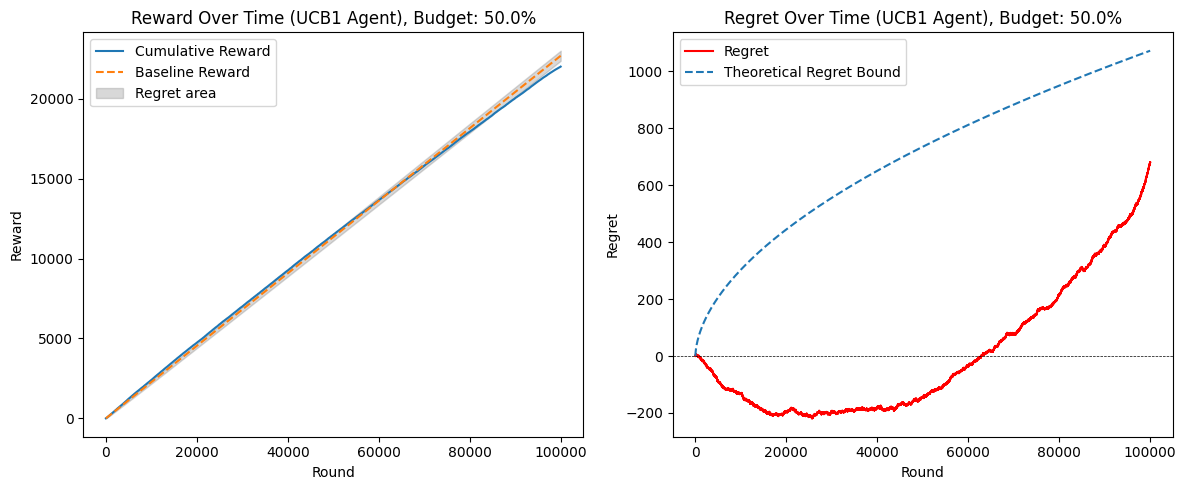 Reward Over Time (UCB1 Agent), Budget: 50.0%
Cumulative Reward
Baseline Reward
Regret area
Reward
20000
15000
10000
5000
0
0
20000
40000
60000
80000
100000
Round
Regret Over Time (UCB1 Agent), Budget: 50.0%
Regret
Theoretical Regret Bound
Regret
1000
800
600
400
200
0
−200
0
20000
40000
60000
80000
100000
Round